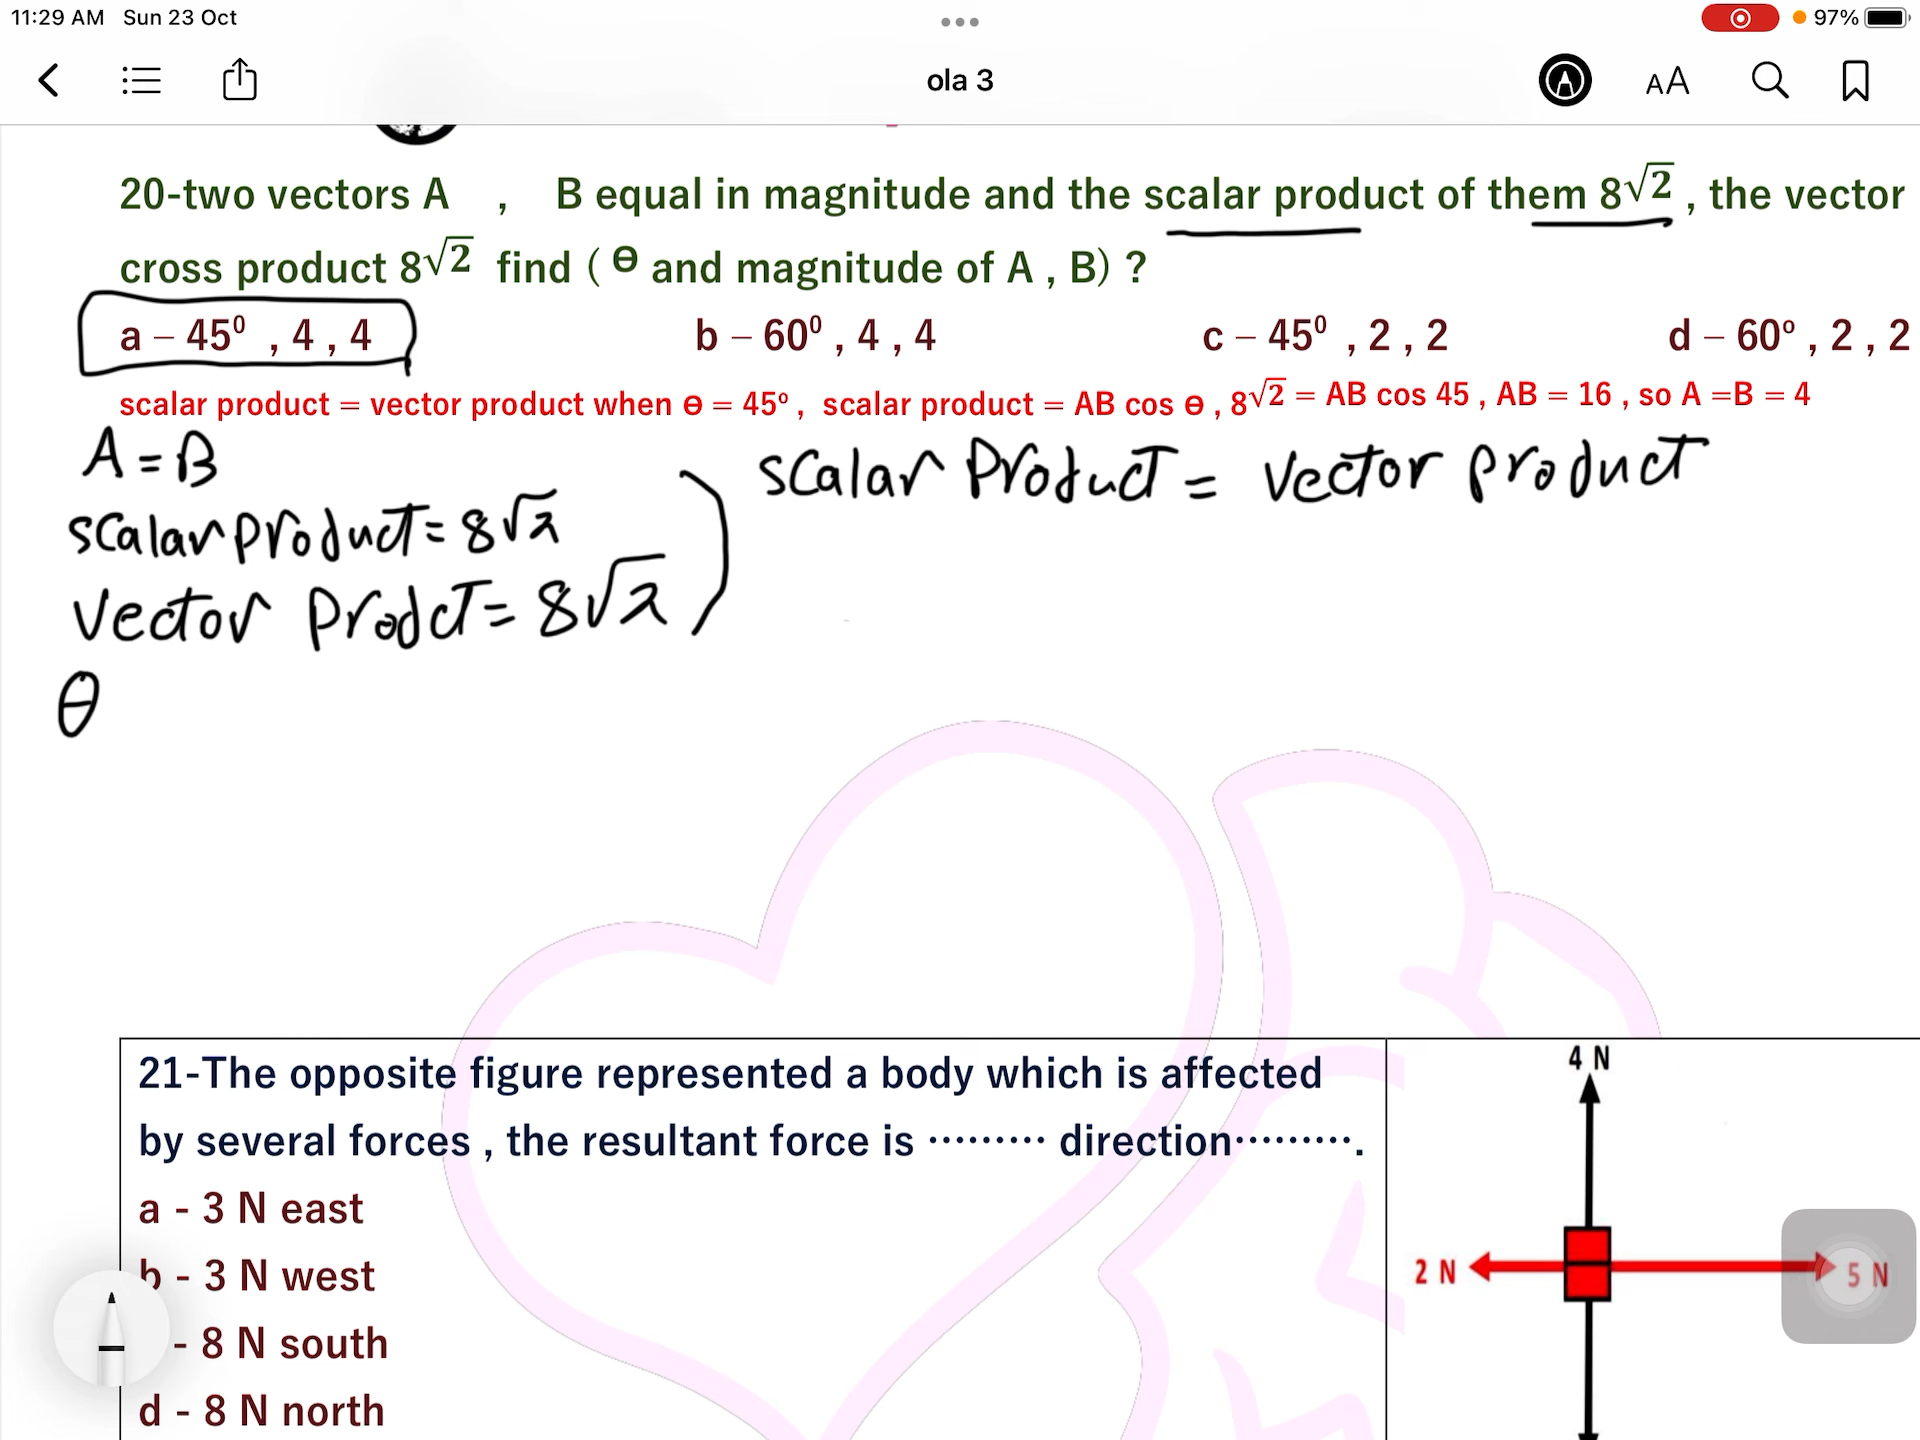 11:29 AM Sun 23 Oct
97%
ola 3
20-two vectors A , B equal in magnitude and the scalar product of them 8√2 , the vector
cross product 8√2 find ( Ө and magnitude of A , B) ?
a – 45⁰ , 4 , 4 b – 60⁰ , 4 , 4 c – 45⁰ , 2 , 2 d – 60º , 2 , 2
scalar product = vector product when Ө = 45º , scalar product = AB cos Ө , 8√2 = AB cos 45 , AB = 16 , so A =B = 4
A = B
scalar product = 8√2
vector prodct = 8√2
θ
scalar product = vector product
21-The opposite figure represented a body which is affected
by several forces , the resultant force is ········· direction·········.
a - 3 N east
b - 3 N west
- 8 N south
d - 8 N north
4 N
2 N
5 N